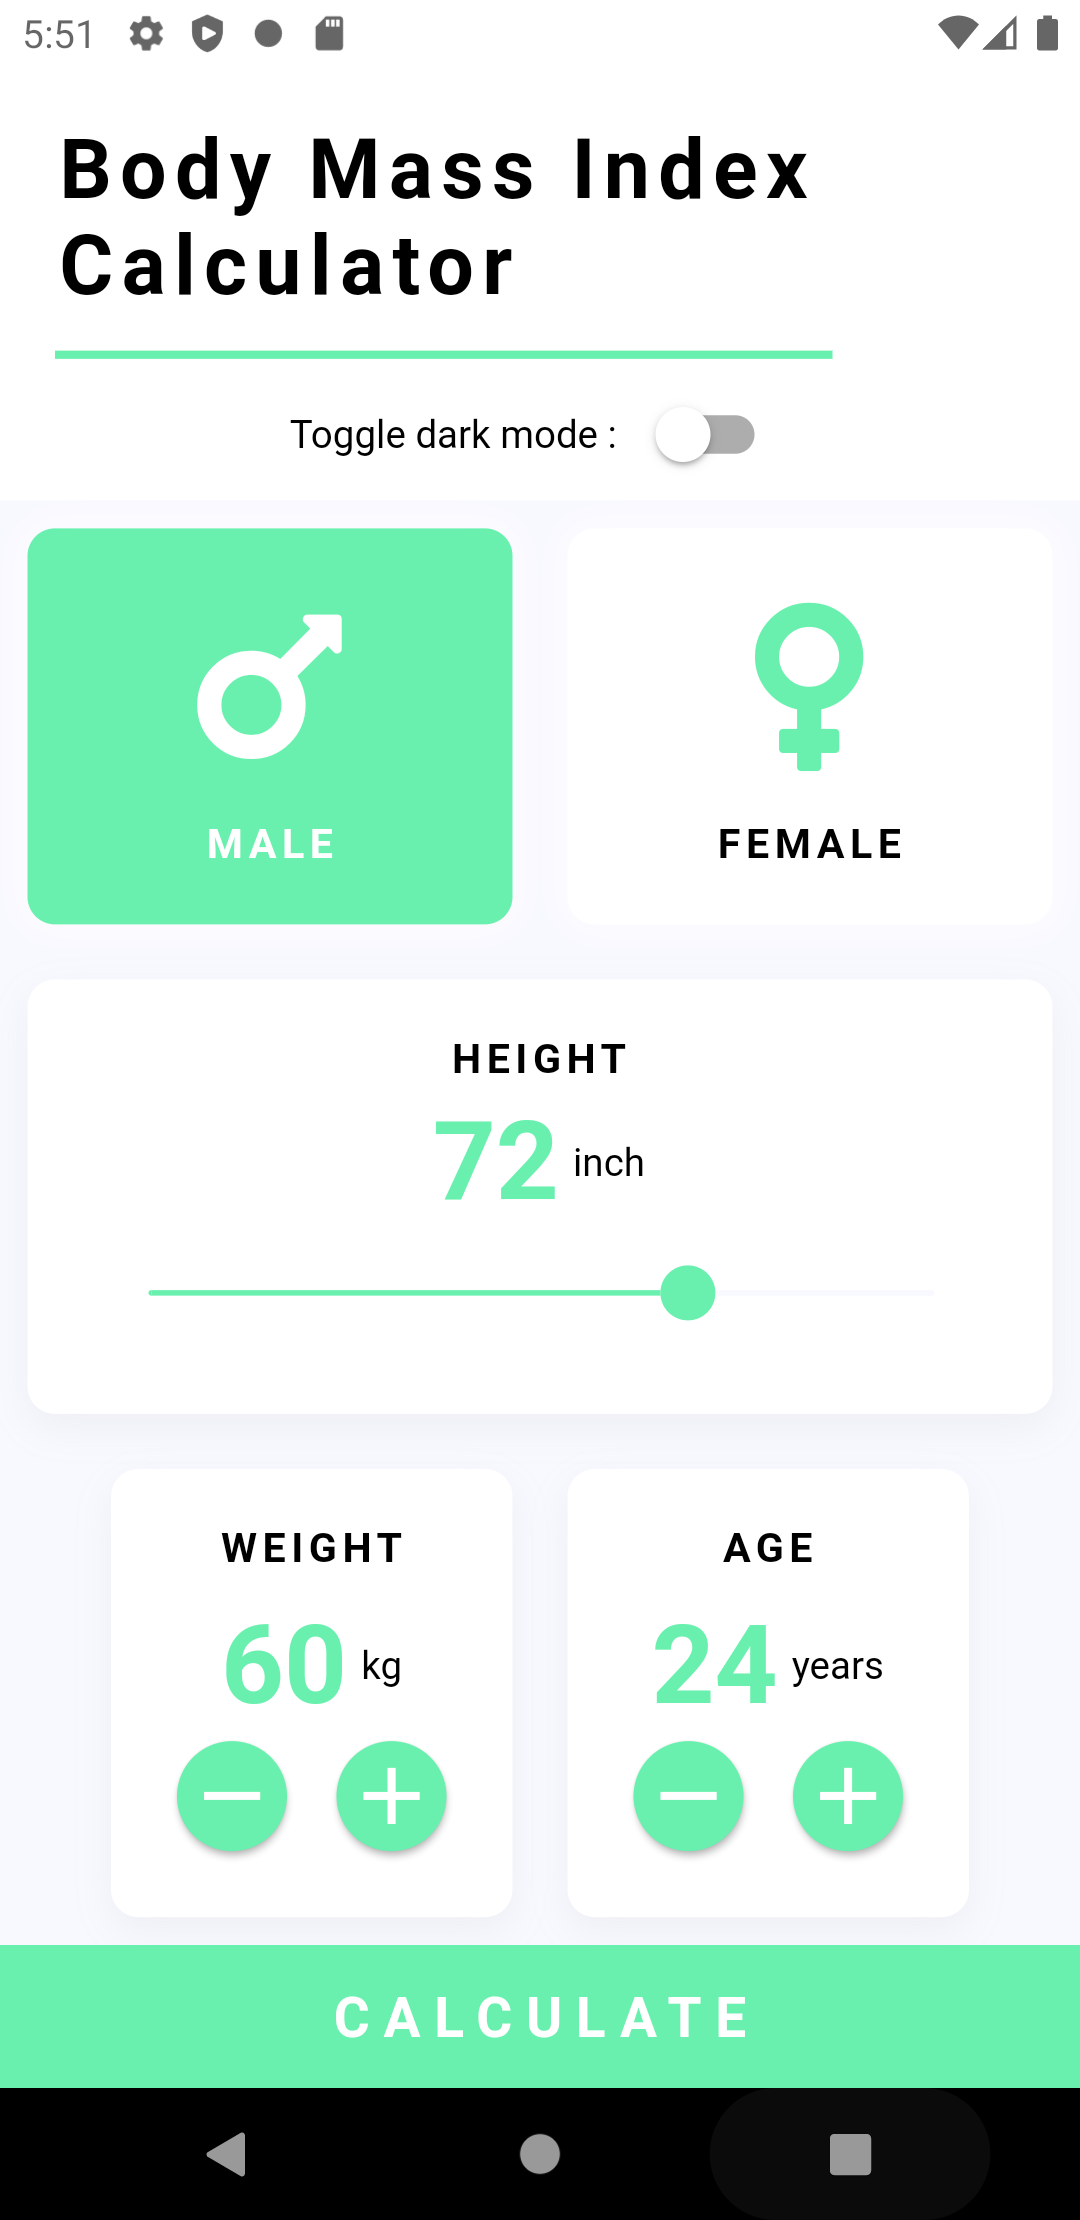 5:51
Body Mass Index
Calculator
Toggle dark mode :
MALE
FEMALE
HEIGHT
72 inch
WEIGHT
60 kg
AGE
24 years
CALCULATE